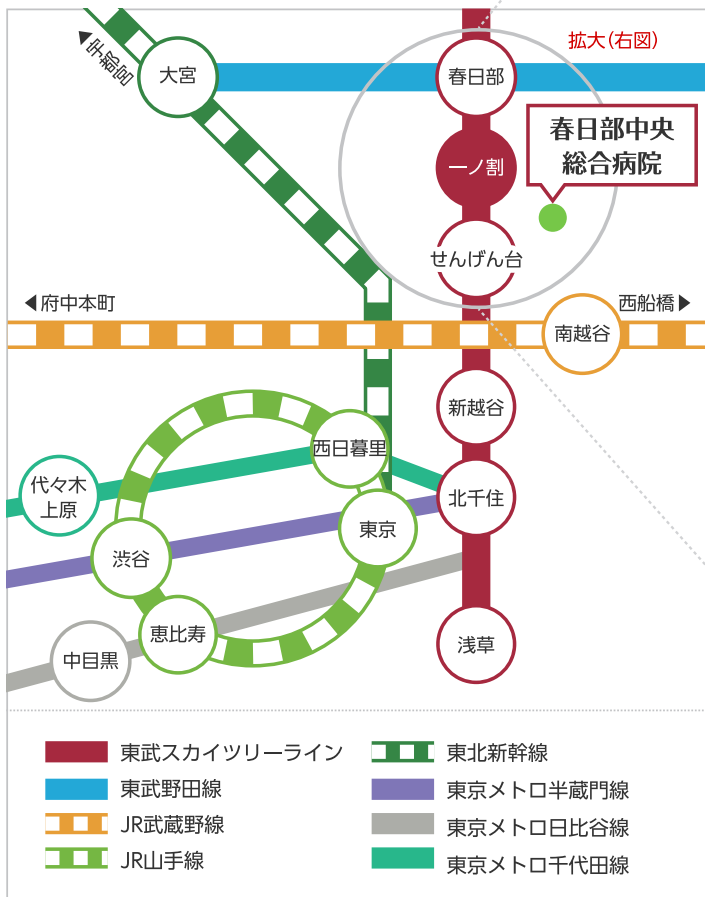 拡大(右図)
宇都宮
大宮
春日部
春日部中央
総合病院
一ノ割
せんげん台
府中本町
西船橋
南越谷
新越谷
西日暮里
代々木
上原
北千住
東京
渋谷
恵比寿
中目黒
浅草
東武スカイツリーライン
東武野田線
JR武蔵野線
JR山手線
東北新幹線
東京メトロ半蔵門線
東京メトロ日比谷線
東京メトロ千代田線